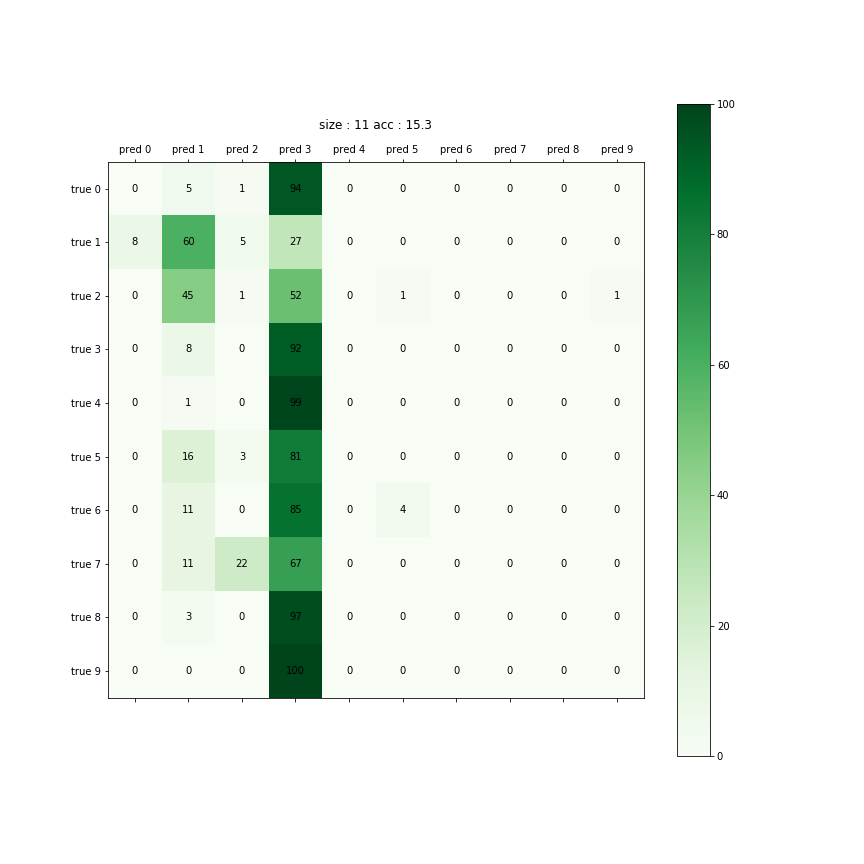 size : 11 acc : 15.3
pred 0 pred 1 pred 2 pred 3 pred 4 pred 5 pred 6 pred 7 pred 8 pred 9
true 0 0 5 1 94 0 0 0 0 0 0
true 1 8 60 5 27 0 0 0 0 0 0
true 2 0 45 1 52 0 1 0 0 0 1
true 3 0 8 0 92 0 0 0 0 0 0
true 4 0 1 0 99 0 0 0 0 0 0
true 5 0 16 3 81 0 0 0 0 0 0
true 6 0 11 0 85 0 4 0 0 0 0
true 7 0 11 22 67 0 0 0 0 0 0
true 8 0 3 0 97 0 0 0 0 0 0
true 9 0 0 0 100 0 0 0 0 0 0
100
80
60
40
20
0